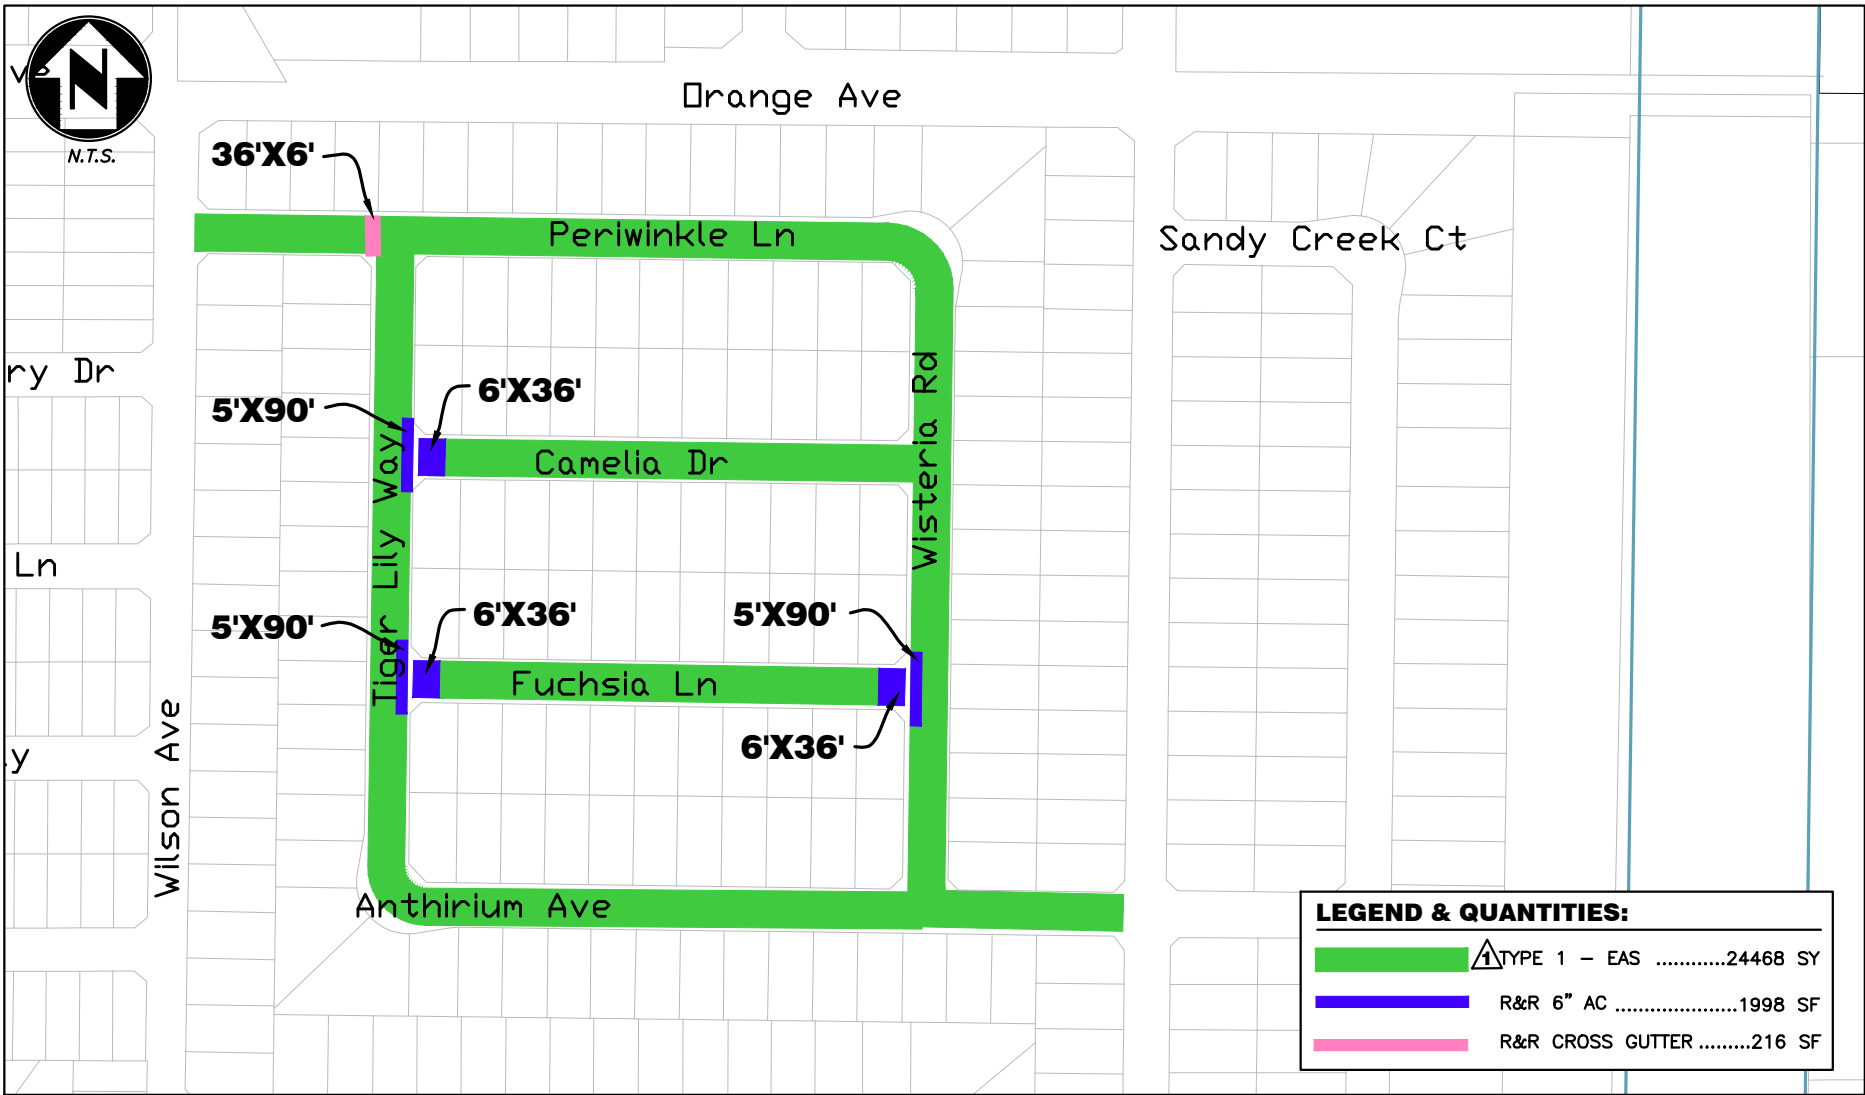 ve
N
N.T.S.
Orange Ave
36'X6'
Periwinkle Ln
Sandy Creek Ct
ry Dr
5'X90'
6'X36'
Camelia Dr
Wisteria Rd
Tiger Lily Way
Ln
5'X90'
6'X36'
5'X90'
Fuchsia Ln
6'X36'
y
Wilson Ave
Anthirium Ave
LEGEND & QUANTITIES:
1 TYPE 1 - EAS ............24468 SY
R&R 6" AC .....................1998 SF
R&R CROSS GUTTER .........216 SF